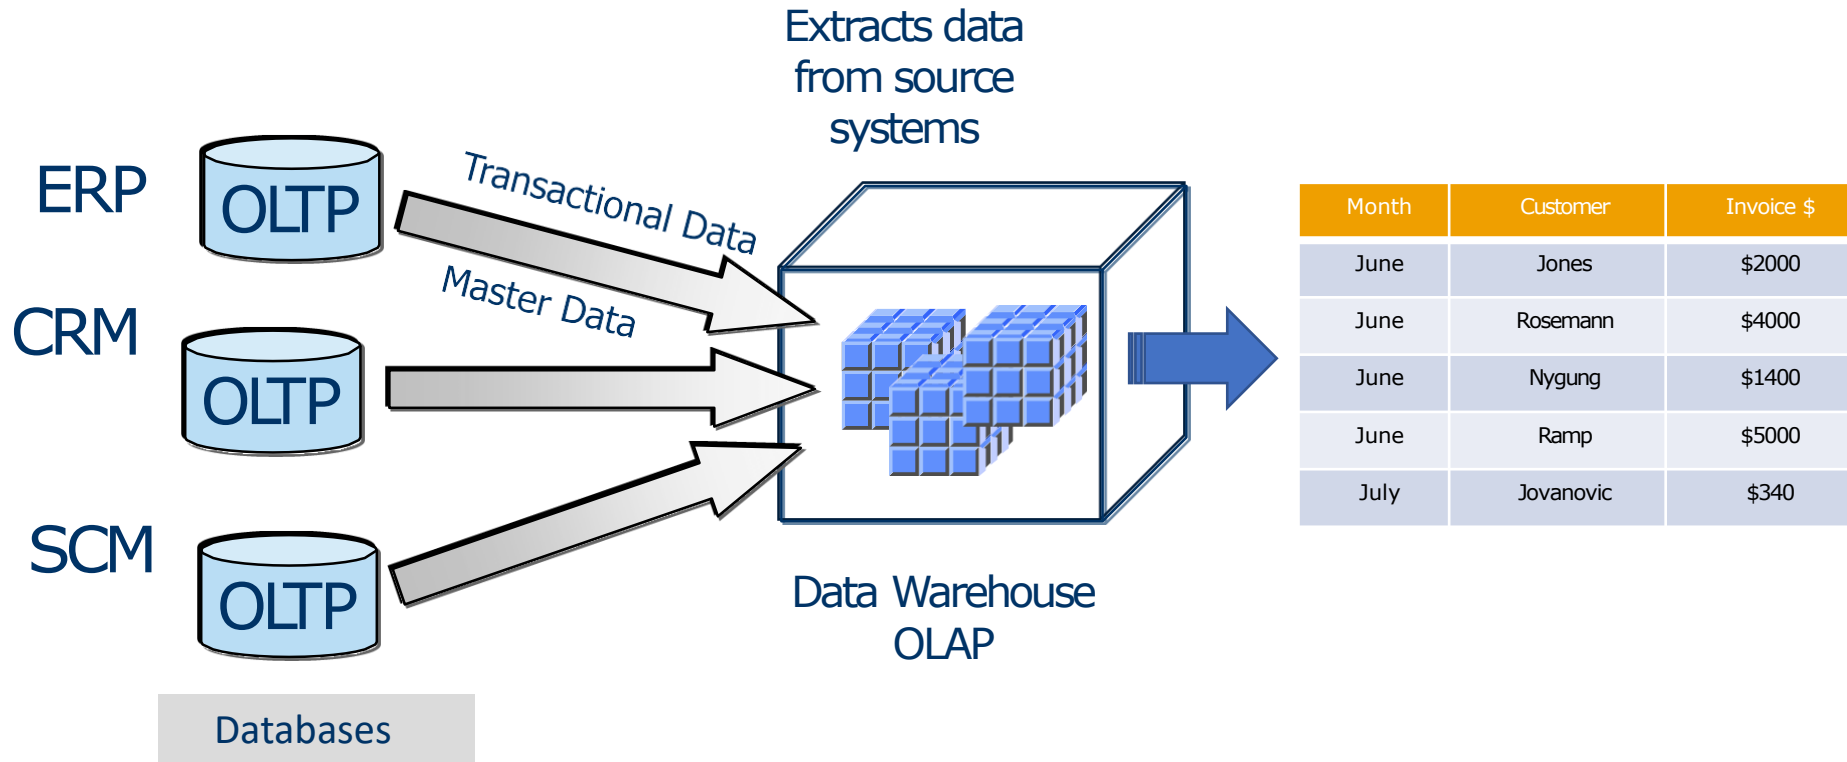 Extracts data
from source
systems
ERP
OLTP
Transactional Data
Master Data
CRM
OLTP
SCM
OLTP
Databases
Data Warehouse
OLAP
Month Customer Invoice $
June Jones $2000
June Rosemann $4000
June Nygung $1400
June Ramp $5000
July Jovanovic $340